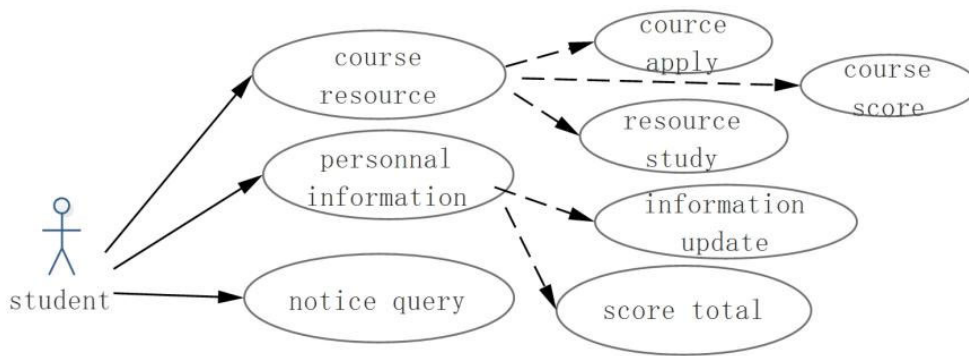 cource
apply
course
resource
course
score
resource
study
personnal
information
information
update
student
notice query
score total